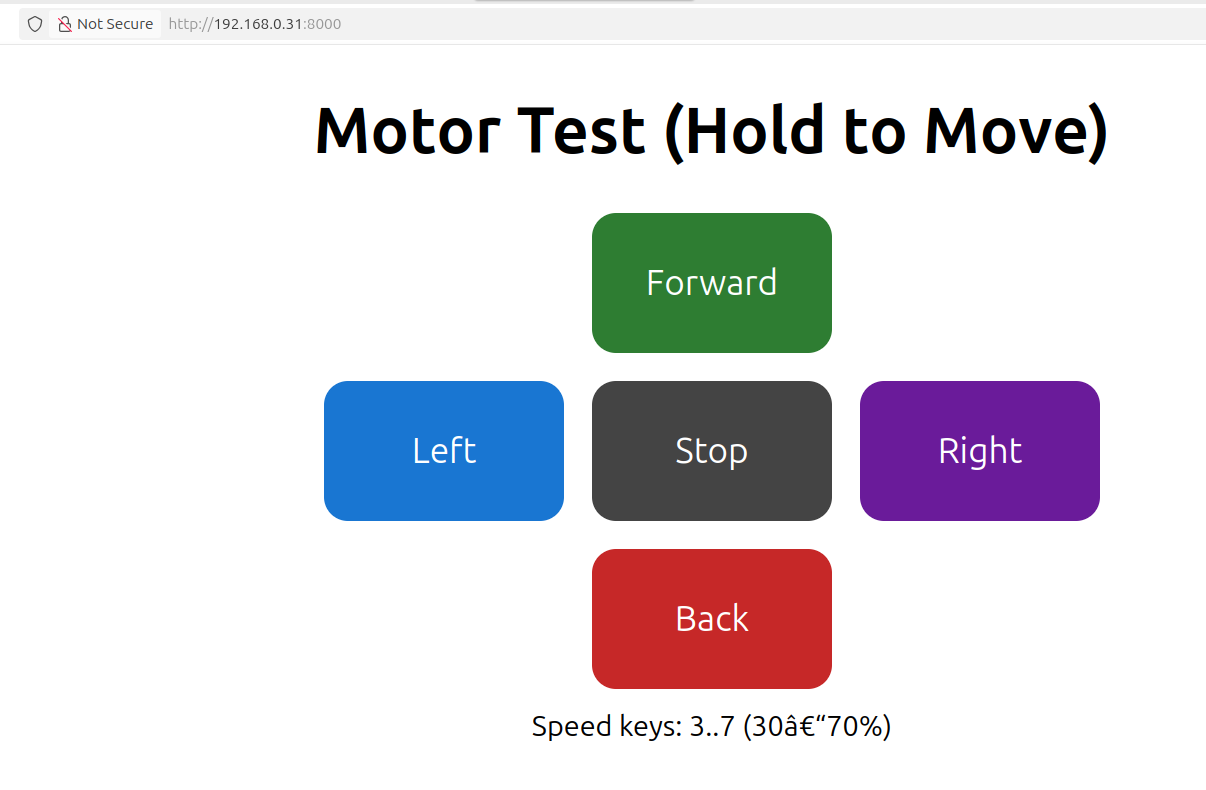 Not Secure http://192.168.0.31:8000
Motor Test (Hold to Move)
Forward
Left Stop Right
Back
Speed keys: 3..7 (30â€“70%)